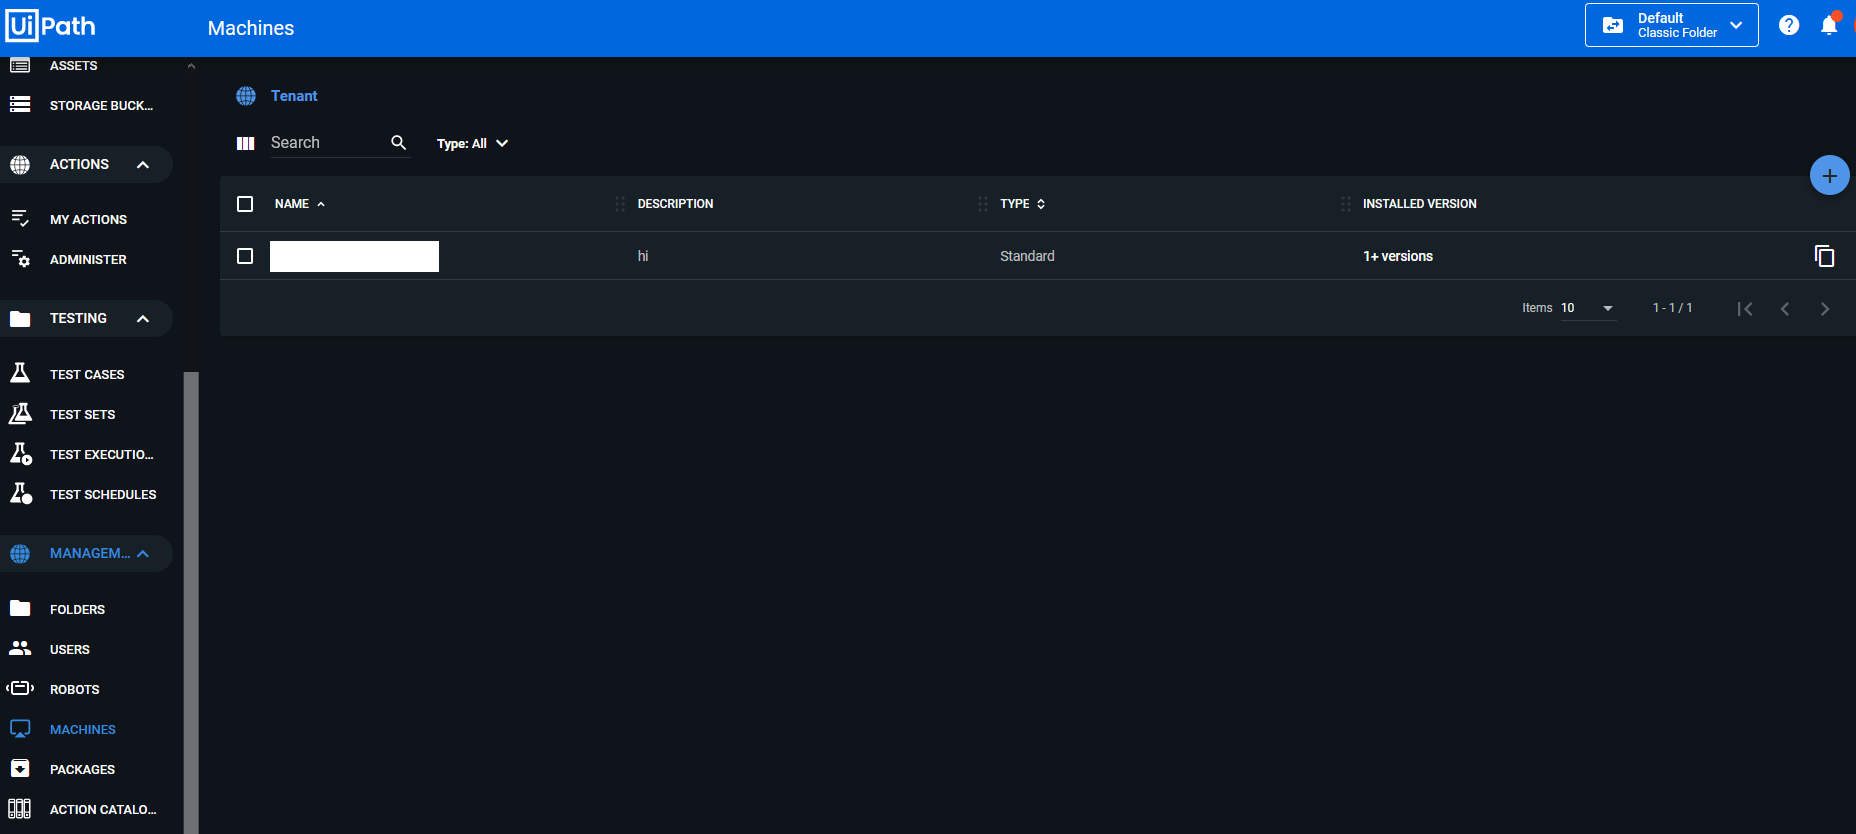 UiPath
Machines
Default
Classic Folder
ASSETS
STORAGE BUCK...
ACTIONS
MY ACTIONS
ADMINISTER
TESTING
TEST CASES
TEST SETS
TEST EXECUTIO...
TEST SCHEDULES
MANAGEM...
FOLDERS
USERS
ROBOTS
MACHINES
PACKAGES
ACTION CATALO...
Tenant
Search Type: All
NAME DESCRIPTION TYPE INSTALLED VERSION
hi Standard 1+ versions
Items 10 1 - 1 / 1